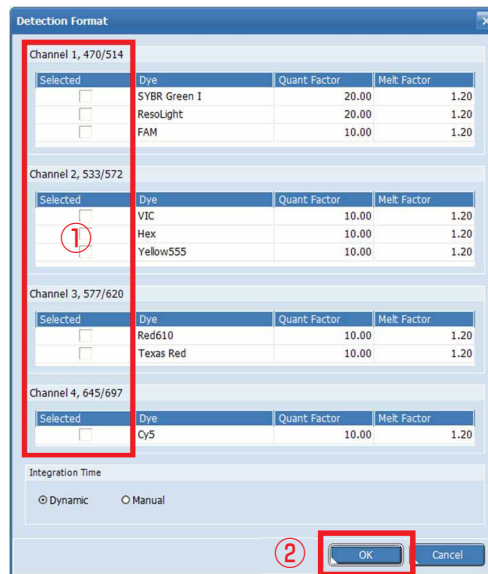 Detection Format
Channel 1, 470/514
Selected Dye Quant Factor Melt Factor
SYBR Green I 20.00 1.20
ResoLight 20.00 1.20
FAM 10.00 1.20
Channel 2, 533/572
Selected Dye Quant Factor Melt Factor
VIC 10.00 1.20
① Hex 10.00 1.20
Yellow555 10.00 1.20
Channel 3, 577/620
Selected Dye Quant Factor Melt Factor
Red610 10.00 1.20
Texas Red 10.00 1.20
Channel 4, 645/697
Selected Dye Quant Factor Melt Factor
Cy5 10.00 1.20
Integration Time
Dynamic Manual
② OK Cancel